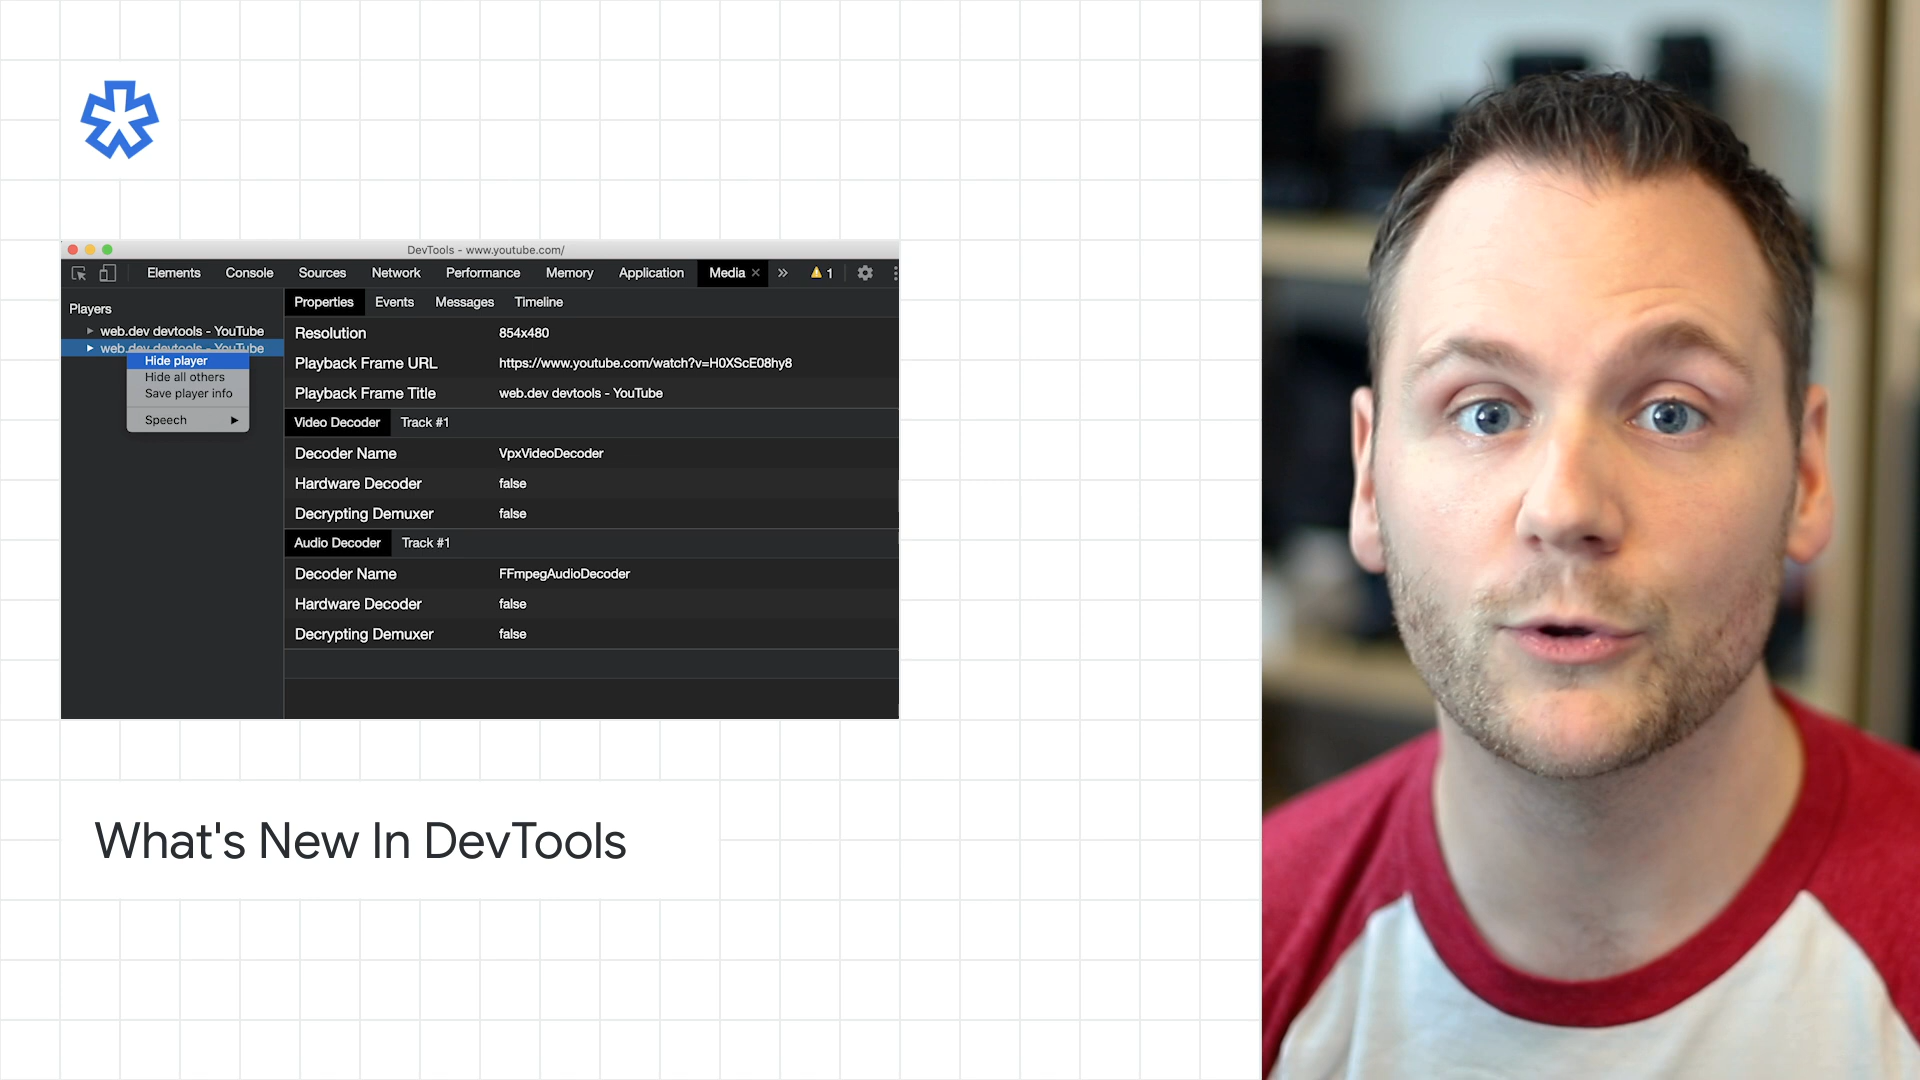 DevTools - www.youtube.com/
Elements Console Sources Network Performance Memory Application Media × » 1
Players
web.dev devtools - YouTube
web.dev devtools - YouTube
Hide player
Hide all others
Save player info
Speech
Properties Events Messages Timeline
Resolution 854x480
Playback Frame URL https://www.youtube.com/watch?v=H0XScE08hy8
Playback Frame Title web.dev devtools - YouTube
Video Decoder Track #1
Decoder Name VpxVideoDecoder
Hardware Decoder false
Decrypting Demuxer false
Audio Decoder Track #1
Decoder Name FFmpegAudioDecoder
Hardware Decoder false
Decrypting Demuxer false
What's New In DevTools